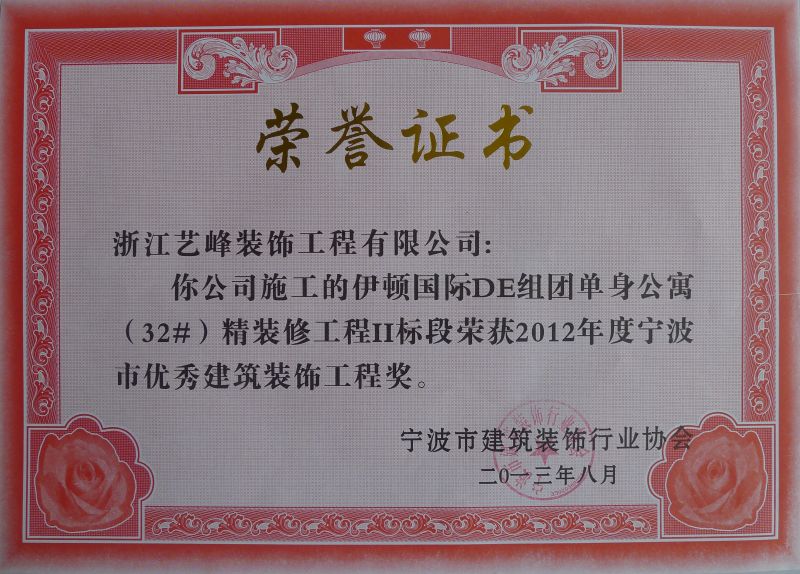 荣誉证书
浙江艺峰装饰工程有限公司:
你公司施工的伊顿国际DE组团单身公寓
（32#）精装修工程II标段荣获2012年度宁波
市优秀建筑装饰工程奖。
宁波市建筑装饰行业协会
二0一三年八月